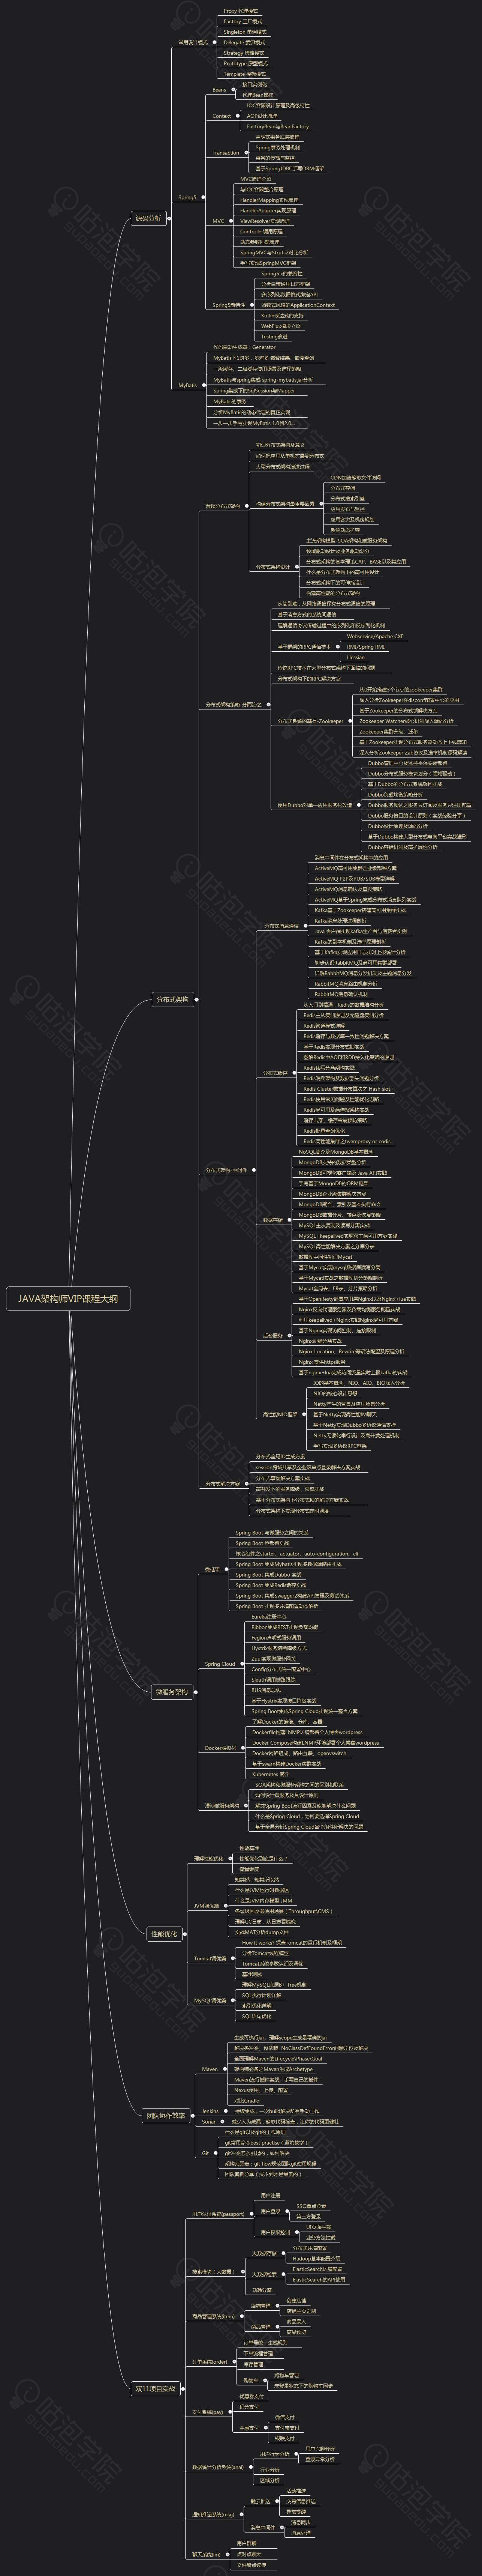 JAVA架构师VIP课程大纲
源码分析
常用设计模式
Proxy 代理模式
Factory 工厂模式
Singleton 单例模式
Delegate 委派模式
Strategy 策略模式
Prototype 原型模式
Template 模板模式
Spring5
Beans
接口实例化
代理Bean操作
Context
IOC容器设计原理及高级特性
AOP设计原理
FactoryBean与BeanFactory
Transaction
声明式事务底层原理
Spring事务处理机制
事务的传播与监控
基于SpringJDBC手写ORM框架
MVC
MVC原理介绍
与IOC容器整合原理
HandlerMapping实现原理
HandlerAdapter实现原理
ViewResolver实现原理
Controller调用原理
动态参数匹配原理
SpringMVC与Struts2对比分析
手写实现SpringMVC框架
Spring5新特性
Spring5.x的兼容性
分析自带通用日志框架
多序列化数据格式绑定API
函数式风格的ApplicationContext
Kotlin表达式的支持
WebFlux模块介绍
Testing改进
MyBatis
代码自动生成器：Generator
MyBatis下1对多，多对多 嵌套结果，嵌套查询
一级缓存、二级缓存使用场景及选择策略
MyBatis与spring集成 spring-mybatis.jar分析
Spring集成下的SqlSession与Mapper
MyBatis的事务
分析MyBatis的动态代理的真正实现
一步一步手写实现MyBatis 1.0到2.0...
分布式架构
漫谈分布式架构
初识分布式架构及意义
如何把应用从单机扩展到分布式
大型分布式架构演进过程
构建分布式架构最重要因素
CDN加速静态文件访问
分布式存储
分布式搜索引擎
应用发布与监控
应用容灾及机房规划
系统动态扩容
分布式架构设计
主流架构模型-SOA架构和微服务架构
领域驱动设计及业务驱动划分
分布式架构的基本理论CAP、BASE以及其应用
什么是分布式架构下的高可用设计
分布式架构下的可伸缩设计
构建高性能的分布式架构
分布式架构策略-分而治之
从简到难，从网络通信探究分布式通信的原理
基于消息方式的系统间通信
理解通信协议传输过程中的序列化和反序列化机制
基于框架的RPC通信技术
Webservice/Apache CXF
RMI/Spring RMI
Hessian
传统RPC技术在大型分布式架构下面临的问题
分布式架构下的RPC解决方案
分布式系统的基石-Zookeeper
从0开始搭建3个节点的zookeeper集群
深入分析Zookeeper在disconf配置中心的应用
基于Zookeeper的分布式锁解决方案
Zookeeper Watcher核心机制深入源码分析
Zookeeper集群升级、迁移
基于Zookeeper实现分布式服务器动态上下线感知
深入分析Zookeeper Zab协议及选举机制源码解读
使用Dubbo对单一应用服务化改造
Dubbo管理中心及监控平台安装部署
Dubbo分布式服务模块划分（领域驱动）
基于Dubbo的分布式系统架构实战
Dubbo负载均衡策略分析
Dubbo服务调试之服务只订阅及服务只注册配置
Dubbo服务接口的设计原则（实战经验分享）
Dubbo设计原理及源码分析
基于Dubbo构建大型分布式电商平台实战雏形
Dubbo容错机制及高扩展性分析
分布式架构-中间件
分布式消息通信
消息中间件在分布式架构中的应用
ActiveMQ高可用集群企业级部署方案
ActiveMQ P2P及PUB/SUB模型详解
ActiveMQ消息确认及重发策略
ActiveMQ基于Spring完成分布式消息队列实战
Kafka基于Zookeeper搭建高可用集群实战
Kafka消息处理过程剖析
Java 客户端实现Kafka生产者与消费者实例
Kafka的副本机制及选举原理剖析
基于Kafka实现应用日志实时上报统计分析
初步认识RabbitMQ及高可用集群部署
详解RabbitMQ消息分发机制及主题消息分发
RabbitMQ消息路由机制分析
RabbitMQ消息确认机制
分布式缓存
从入门到精通，Redis的数据结构分析
Redis主从复制原理及无磁盘复制分析
Redis管道模式详解
Redis缓存与数据库一致性问题解决方案
基于Redis实现分布式锁实战
图解Redis中AOF和RDB持久化策略的原理
Redis读写分离架构实践
Redis哨兵架构及数据丢失问题分析
Redis Cluster数据分布算法之 Hash slot
Redis使用常见问题及性能优化思路
Redis高可用及高伸缩架构实战
缓存击穿、缓存雪崩预防策略
Redis批量查询优化
Redis高性能集群之twemproxy or codis
数据存储
NoSQL简介及MongoDB基本概念
MongoDB支持的数据类型分析
MongoDB可视化客户端及 Java API实践
手写基于MongoDB的ORM框架
MongoDB企业级集群解决方案
MongoDB聚合、索引及基本执行命令
MongoDB数据分片、转存及恢复策略
MySQL主从复制及读写分离实战
MySQL+keepalived实现双主高可用方案实践
MySQL高性能解决方案之分库分表
数据库中间件初识Mycat
基于Mycat实现mysql数据库读写分离
基于Mycat实战之数据库切分策略剖析
Mycat全局表、ER表、分片策略分析
后台服务
基于OpenResty部署应用层Nginx以及Nginx+lua实践
Nginx反向代理服务器及负载均衡服务配置实战
利用keepalived+Nginx实践Nginx高可用方案
基于Nginx实现访问控制、连接限制
Nginx动静分离实战
Nginx Location、Rewrite等语法配置及原理分析
Nginx 提供https服务
基于nginx+lua完成访问流量实时上报kafka的实战
高性能NIO框架
IO的基本概念、NIO、AIO、BIO深入分析
NIO的核心设计思想
Netty产生的背景及应用场景分析
基于Netty实现高性能IM聊天
基于Netty实现Dubbo多协议通信支持
Netty无锁化串行设计及高并发处理机制
手写实现多协议RPC框架
分布式解决方案
分布式全局ID生成方案
session跨域共享及企业级单点登录解决方案实战
分布式事物解决方案实战
高并发下的服务降级、限流实战
基于分布式架构下分布式锁的解决方案实战
分布式架构下实现分布式定时调度
微服务架构
微框架
Spring Boot 与微服务之间的关系
Spring Boot 热部署实战
核心组件之starter、actuator、auto-configuration、cli
Spring Boot 集成Mybatis实现多数据源路由实战
Spring Boot 集成Dubbo 实战
Spring Boot 集成Redis缓存实战
Spring Boot 集成Swagger2构建API管理及测试体系
Spring Boot 实现多环境配置动态解析
Spring Cloud
Eureka注册中心
Ribbon集成REST实现负载均衡
Fegion声明式服务调用
Hystrix服务熔断降级方式
Zuul实现微服务网关
Config分布式统一配置中心
Sleuth调用链路跟踪
BUS消息总线
基于Hystrix实现接口降级实战
Spring Boot集成Spring Cloud实现统一整合方案
Docker虚拟化
了解Docker的镜像、仓库、容器
Dockerfile构建LNMP环境部署个人博客wordpress
Docker Compose构建LNMP环境部署个人博客wordpress
Docker网络组成、路由互联、openvswitch
基于swarm构建Docker集群实战
Kubernetes 简介
漫谈微服务架构
SOA架构和微服务架构之间的区别和联系
如何设计微服务及其设计原则
解惑Spring Boot流行因素及能够解决什么问题
什么是Spring Cloud，为何要选择Spring Cloud
基于全局分析Spring Cloud各个组件所解决的问题
性能优化
理解性能优化
性能基准
性能优化到底是什么？
衡量维度
JVM调优篇
知其然，知其所以然
什么是JVM运行时数据区
什么是JVM内存模型 JMM
各垃圾回收器使用场景（Throughput\CMS）
理解GC日志，从日志看端倪
实战MAT分析dump文件
Tomcat调优篇
How it works? 探查Tomcat的运行机制及框架
分析Tomcat线程模型
Tomcat系统参数认识及调优
基准测试
MySQL调优篇
理解MySQL底层B+ Tree机制
SQL执行计划详解
索引优化详解
SQL语句优化
团队协作效率
Maven
生成可执行jar、理解scope生成最精确的jar
解决类冲突、包依赖 NoClassDefFoundError问题定位及解决
全面理解Maven的Lifecycle\Phase\Goal
架构师必备之Maven生成Archetype
Maven流行插件实战、手写自己的插件
Nexus使用、上传、配置
对比Gradle
Jenkins
持续集成，一次build解决所有手动工作
Sonar
减少人为疏漏，静态代码检查，让你的代码更健壮
Git
什么是git以及git的工作原理
git常用命令best practise（避坑教学）
git冲突怎么引起的，如何解决
架构师职责：git flow规范团队git使用规程
团队案例分享（买不到才是最贵的）
双11项目实战
用户认证系统(passport)
用户注册
用户登录
SSO单点登录
第三方登录
用户权限控制
UI页面拦截
业务方法拦截
搜索模块（大数据）
大数据存储
分布式环境配置
Hadoop基本配置介绍
大数据检索
ElasticSearch环境配置
ElasticSearch的API使用
动静分离
商品管理系统(item)
店铺管理
创建店铺
店铺主页定制
商品管理
商品录入
商品预览
订单系统(order)
订单号统一生成规则
下单流程管理
库存管理
购物车
购物车管理
未登录状态下的购物车同步
支付系统(pay)
优惠券支付
积分支付
金融支付
微信支付
支付宝支付
银联支付
数据统计分析系统(anal)
用户行为分析
用户兴趣分析
登录异常分析
行业分析
区域分析
通知推送系统(msg)
融云推送
活动推送
交易信息推送
异常提醒
消息中间件
消息同步
消息处理
聊天系统(im)
用户群聊
点对点聊天
文件断点续传